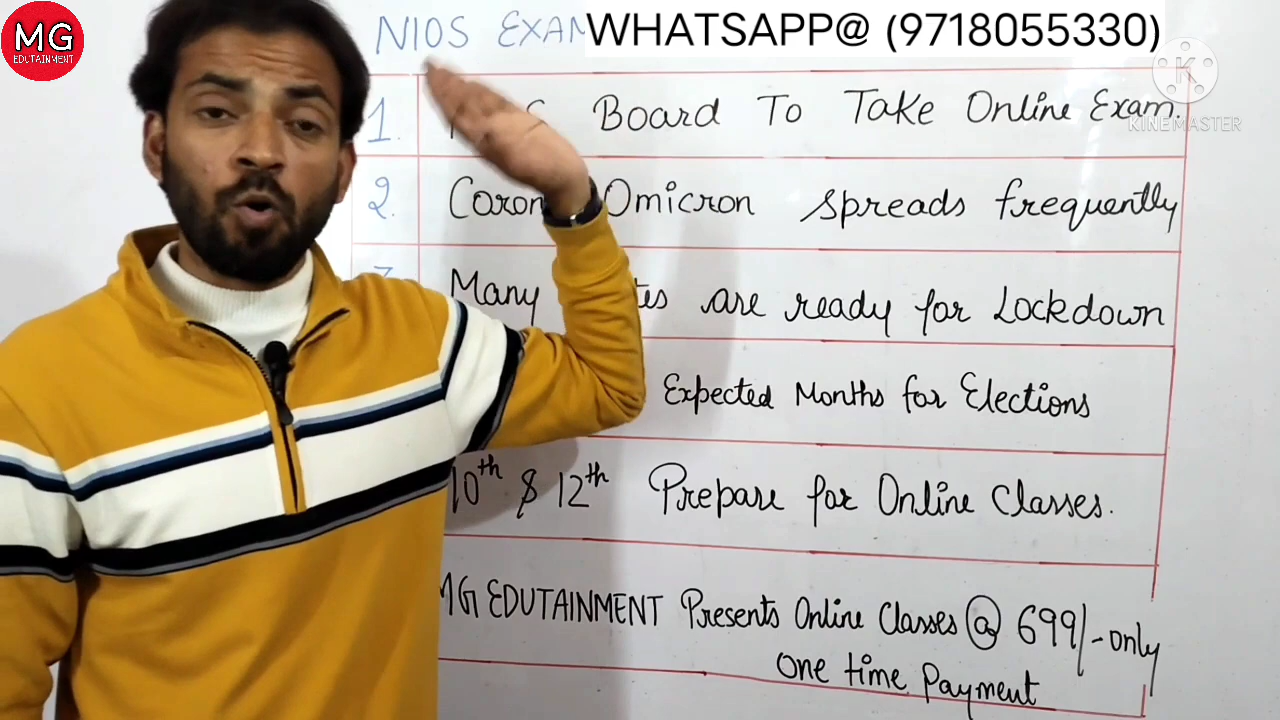 MG
EDUTAINMENT
NIOS EXAM
WHATSAPP@ (9718055330)
K
KINEMASTER
1. Board To Take Online Exam.
2. Omicron spreads frequently
Many are ready for Lockdown
Expected Months for Elections
10th & 12th Prepare for Online Classes.
MG EDUTAINMENT Presents Online Classes @ 699/- only
One time Payment